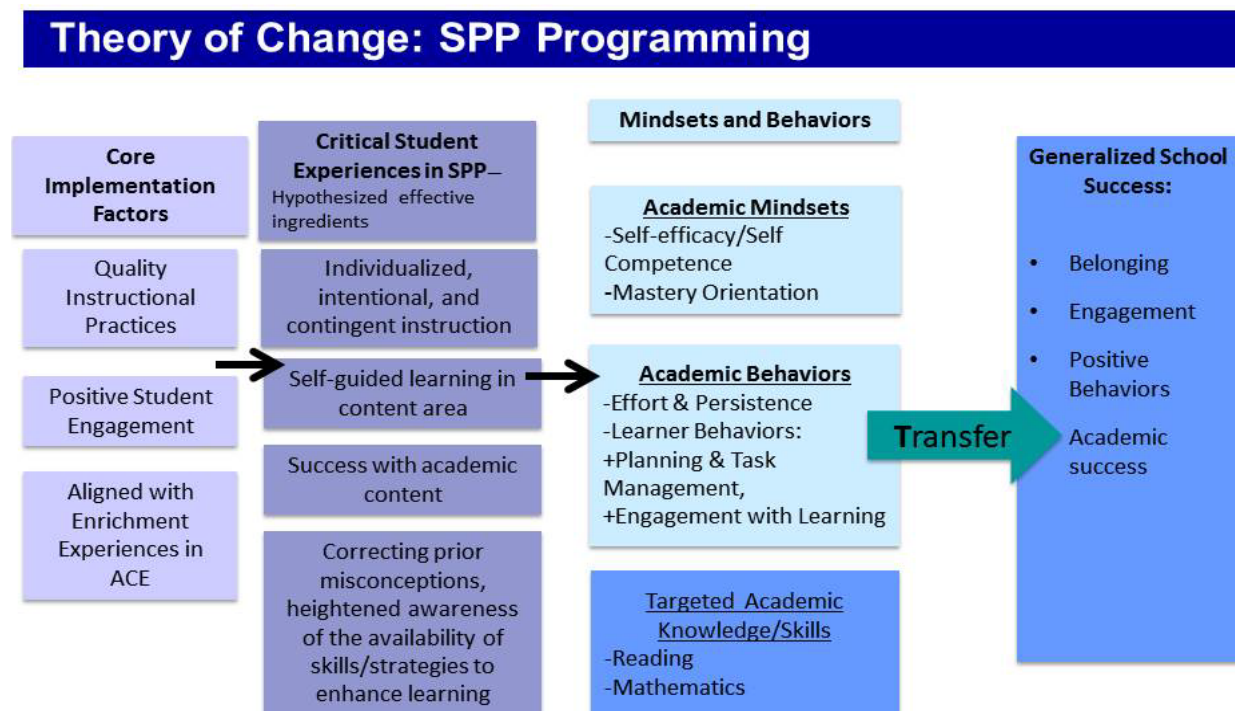 Theory of Change: SPP Programming
Core
Implementation
Factors
Quality
Instructional
Practices
Positive Student
Engagement
Aligned with
Enrichment
Experiences in
ACE
Critical Student
Experiences in SPP—
Hypothesized effective
ingredients
Individualized,
intentional, and
contingent instruction
Self-guided learning in
content area
Success with academic
content
Correcting prior
misconceptions,
heightened awareness
of the availability of
skills/strategies to
enhance learning
Mindsets and Behaviors
Academic Mindsets
-Self-efficacy/Self
Competence
-Mastery Orientation
Academic Behaviors
-Effort & Persistence
-Learner Behaviors:
+Planning & Task
Management,
+Engagement with Learning
Targeted Academic
Knowledge/Skills
-Reading
-Mathematics
Transfer
Generalized School
Success:
• Belonging
• Engagement
• Positive
Behaviors
• Academic
success